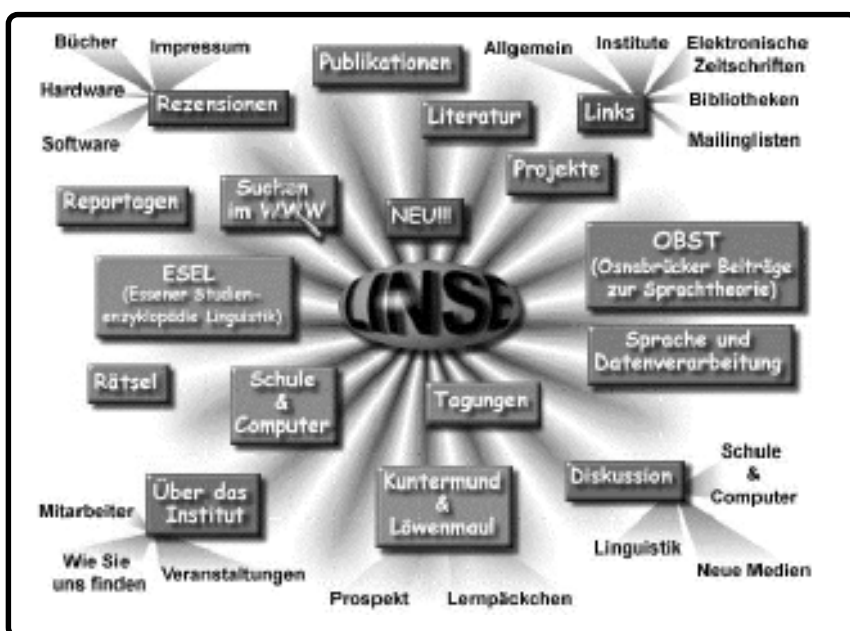 Bücher
Impressum
Hardware
Rezensionen
Software
Publikationen
Literatur
Allgemein
Institute
Elektronische
Zeitschriften
Links
Bibliotheken
Mailinglisten
Projekte
Reportagen
Suchen
im WWW
NEU!!!
OBST
(Osnabrücker Beiträge
zur Sprachtheorie)
ESEL
(Essener Studien-
enzyklopädie Linguistik)
LINSE
Sprache und
Datenverarbeitung
Rätsel
Schule
&
Computer
Tagungen
Über das
Institut
Mitarbeiter
Wie Sie
uns finden
Veranstaltungen
Kuntermund
&
Löwenmaul
Prospekt
Lernpäckchen
Diskussion
Schule
&
Computer
Linguistik
Neue Medien